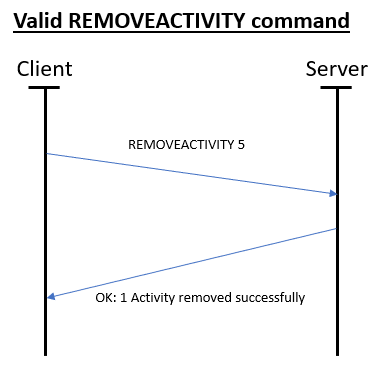 Valid REMOVEACTIVITY command
Client
Server
REMOVEACTIVITY 5
OK: 1 Activity removed successfully